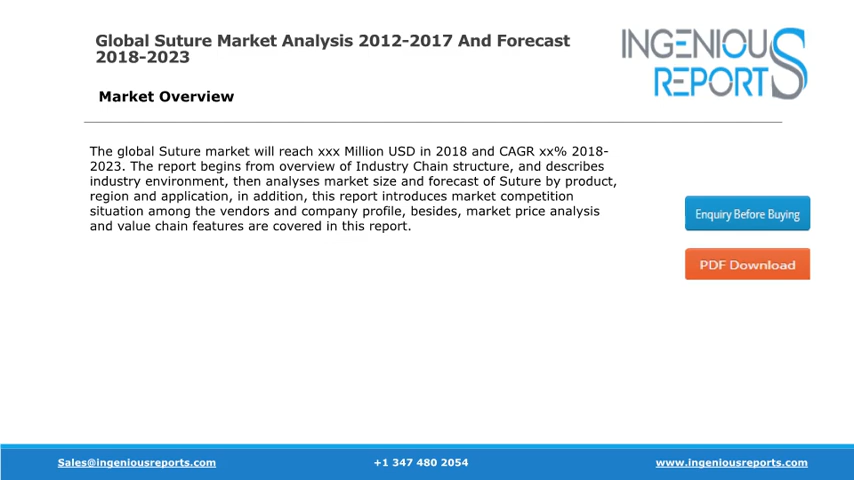 Global Suture Market Analysis 2012-2017 And Forecast
2018-2023
INGENIOUS
REPORTS
Market Overview
The global Suture market will reach xxx Million USD in 2018 and CAGR xx% 2018-
2023. The report begins from overview of Industry Chain structure, and describes
industry environment, then analyses market size and forecast of Suture by product,
region and application, in addition, this report introduces market competition
situation among the vendors and company profile, besides, market price analysis
and value chain features are covered in this report.
Enquiry Before Buying
PDF Download
Sales@ingeniousreports.com +1 347 480 2054 www.ingeniousreports.com